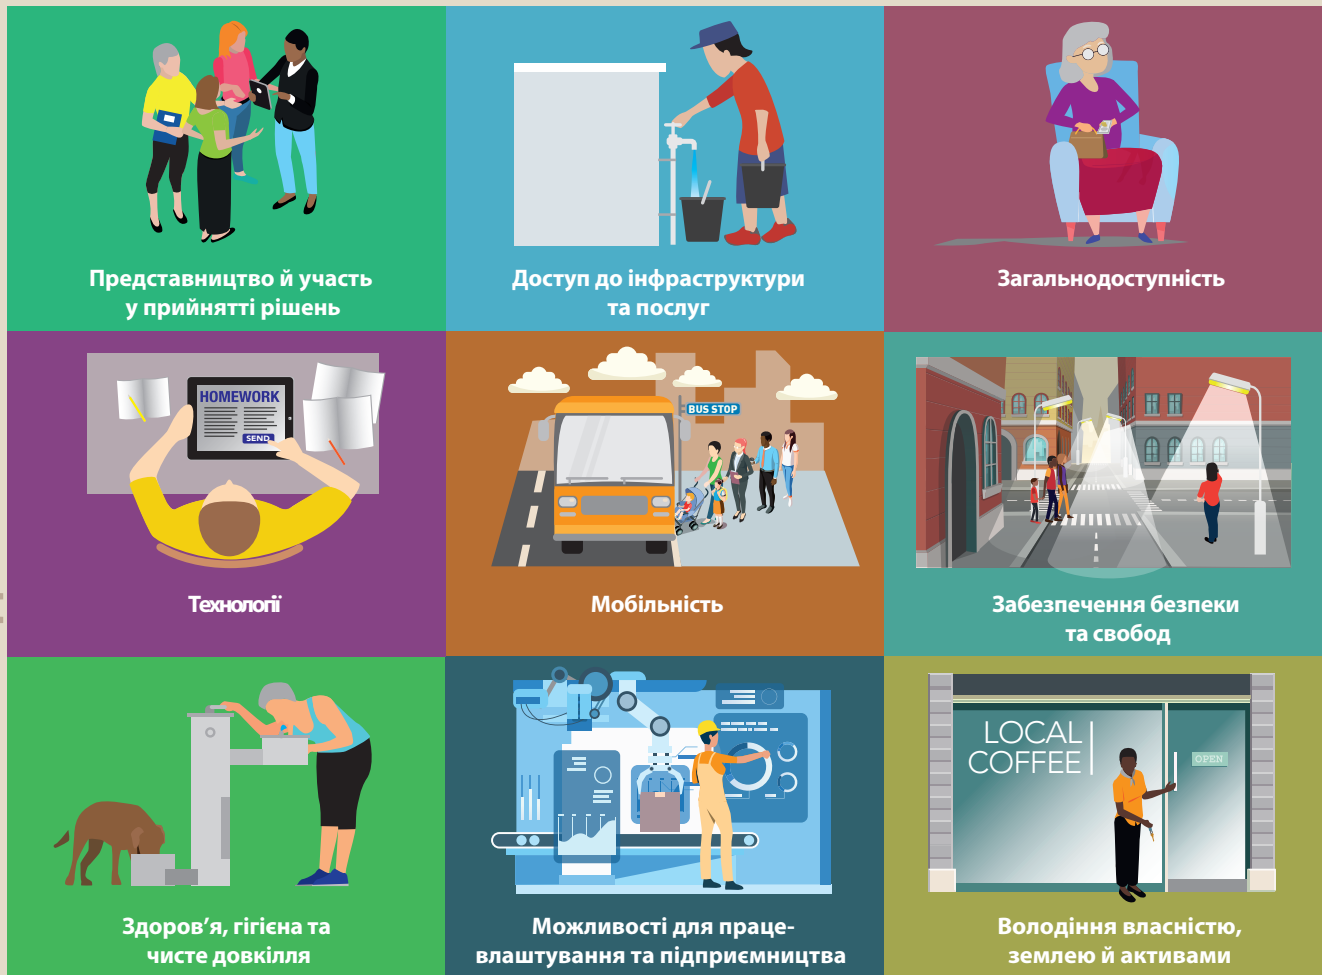 Представництво й участь
у прийнятті рішень
Доступ до інфраструктури
та послуг
Загальнодоступність
HOMEWORK
SEND
Технології
BUS STOP
Мобільність
Забезпечення безпеки
та свобод
Здоров’я, гігієна та
чисте довкілля
Можливості для праце-
влаштування та підприємництва
LOCAL
COFFEE
OPEN
Володіння власністю,
землею й активами